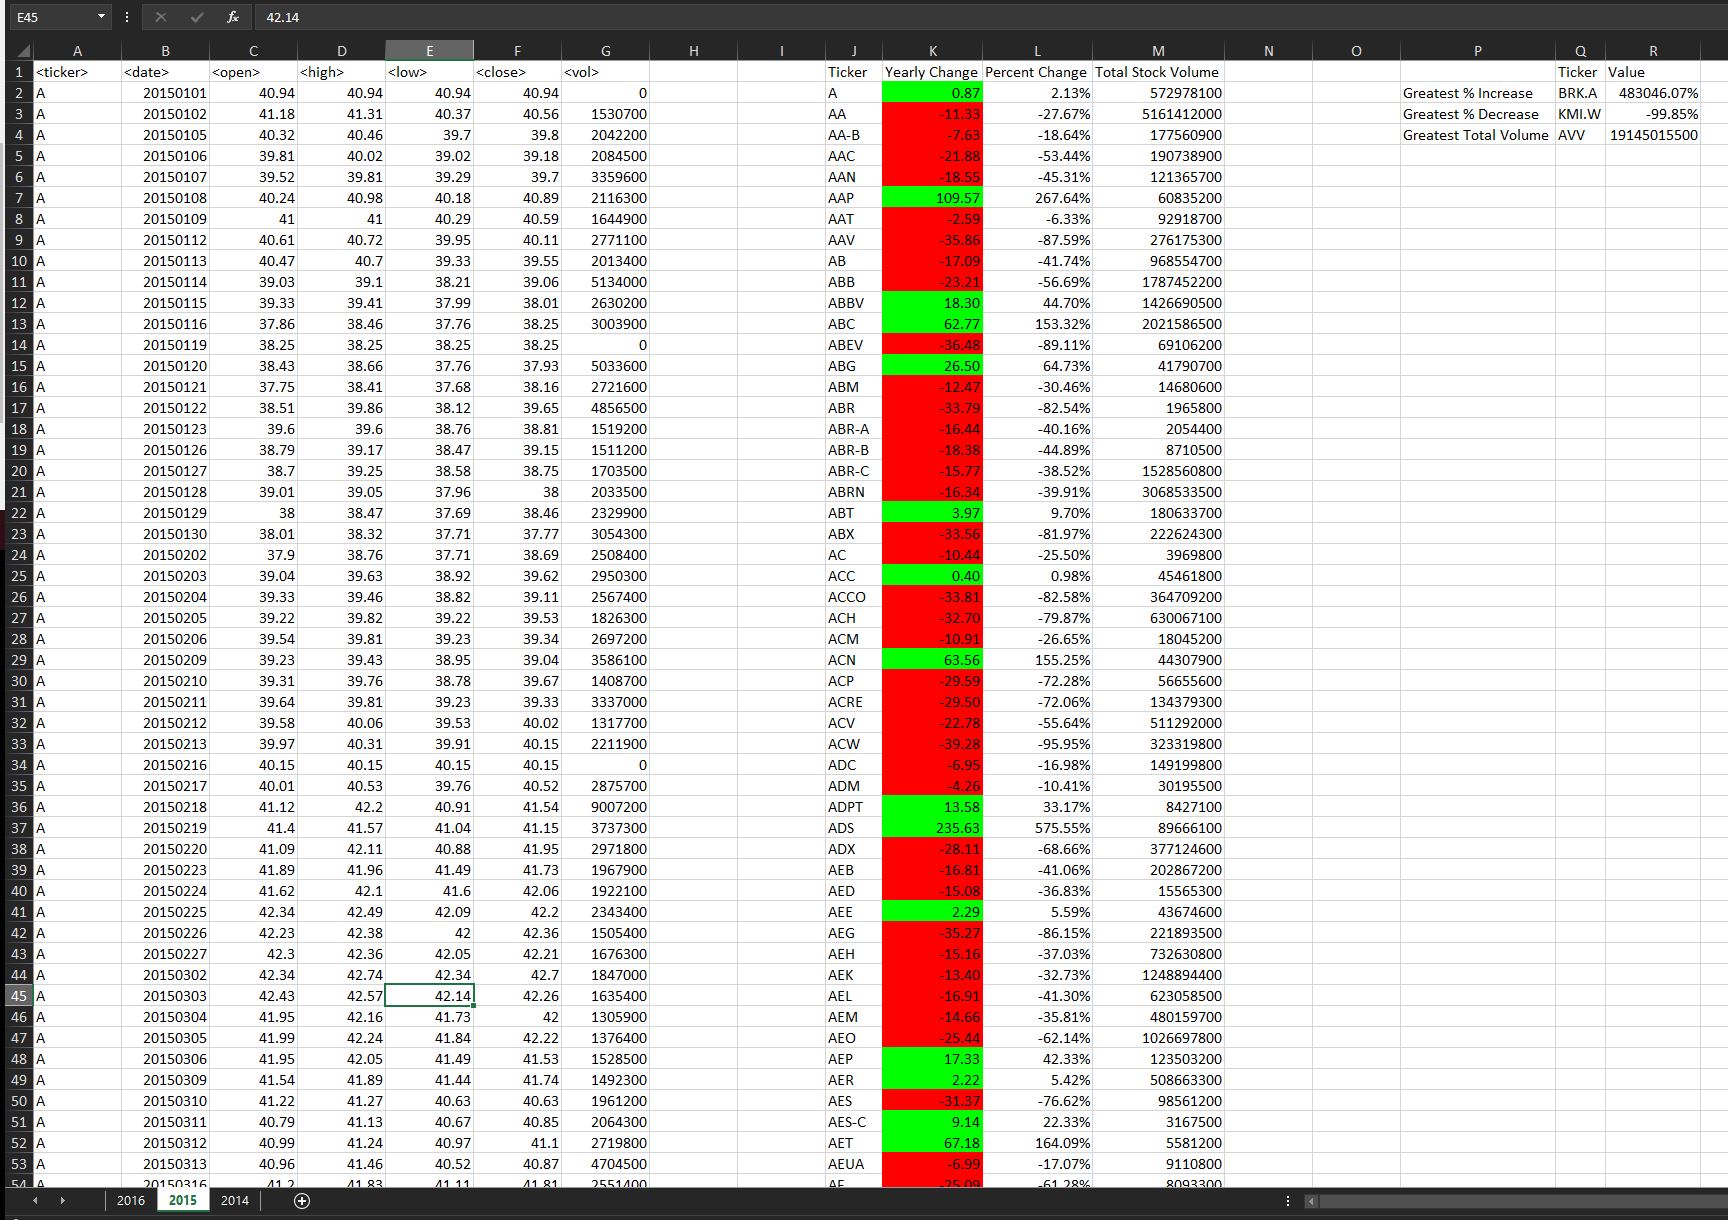 E45 fx 42.14
A B C D E F G H I J K L M N O P Q R
1 <ticker> <date> <open> <high> <low> <close> <vol> Ticker Yearly Change Percent Change Total Stock Volume Ticker Value
2 A 20150101 40.94 40.94 40.94 40.94 0 A 0.87 2.13% 572978100 Greatest % Increase BRK.A 483046.07%
3 A 20150102 41.18 41.31 40.37 40.56 1530700 AA -11.33 -27.67% 5161412000 Greatest % Decrease KMI.W -99.85%
4 A 20150105 40.32 40.46 39.7 39.8 2042200 AA-B -7.63 -18.64% 177560900 Greatest Total Volume AVV 19145015500
5 A 20150106 39.81 40.02 39.02 39.18 2084500 AAC -21.88 -53.44% 190738900
6 A 20150107 39.52 39.81 39.29 39.7 3359600 AAN -18.55 -45.31% 121365700
7 A 20150108 40.24 40.98 40.18 40.89 2116300 AAP 109.57 267.64% 60835200
8 A 20150109 41 41 40.29 40.59 1644900 AAT -2.59 -6.33% 92918700
9 A 20150112 40.61 40.72 39.95 40.11 2771100 AAV -35.86 -87.59% 276175300
10 A 20150113 40.47 40.7 39.33 39.55 2013400 AB -17.09 -41.74% 968554700
11 A 20150114 39.03 39.1 38.21 39.06 5134000 ABB -23.21 -56.69% 1787452200
12 A 20150115 39.33 39.41 37.99 38.01 2630200 ABBV 18.30 44.70% 1426690500
13 A 20150116 37.86 38.46 37.76 38.25 3003900 ABC 62.77 153.32% 2021586500
14 A 20150119 38.25 38.25 38.25 38.25 0 ABEV -36.48 -89.11% 69106200
15 A 20150120 38.43 38.66 37.76 37.93 5033600 ABG 26.50 64.73% 41790700
16 A 20150121 37.75 38.41 37.68 38.16 2721600 ABM -12.47 -30.46% 14680600
17 A 20150122 38.51 39.86 38.12 39.65 4856500 ABR -33.79 -82.54% 1965800
18 A 20150123 39.6 39.6 38.76 38.81 1519200 ABR-A -16.44 -40.16% 2054400
19 A 20150126 38.79 39.17 38.47 39.15 1511200 ABR-B -18.38 -44.89% 8710500
20 A 20150127 38.7 39.25 38.58 38.75 1703500 ABR-C -15.77 -38.52% 1528560800
21 A 20150128 39.01 39.05 37.96 38 2033500 ABRN -16.34 -39.91% 3068533500
22 A 20150129 38 38.47 37.69 38.46 2329900 ABT 3.97 9.70% 180633700
23 A 20150130 38.01 38.32 37.71 37.77 3054300 ABX -33.56 -81.97% 222624300
24 A 20150202 37.9 38.76 37.71 38.69 2508400 AC -10.44 -25.50% 3969800
25 A 20150203 39.04 39.63 38.92 39.62 2950300 ACC 0.40 0.98% 45461800
26 A 20150204 39.33 39.46 38.82 39.11 2567400 ACCO -33.81 -82.58% 364709200
27 A 20150205 39.22 39.82 39.22 39.53 1826300 ACH -32.70 -79.87% 630067100
28 A 20150206 39.54 39.81 39.23 39.34 2697200 ACM -10.91 -26.65% 18045200
29 A 20150209 39.23 39.43 38.95 39.04 3586100 ACN 63.56 155.25% 44307900
30 A 20150210 39.31 39.76 38.78 39.67 1408700 ACP -29.59 -72.28% 56655600
31 A 20150211 39.64 39.81 39.23 39.33 3337000 ACRE -29.50 -72.06% 134379300
32 A 20150212 39.58 40.06 39.53 40.02 1317700 ACV -22.78 -55.64% 511292000
33 A 20150213 39.97 40.31 39.91 40.15 2211900 ACW -39.28 -95.95% 323319800
34 A 20150216 40.15 40.15 40.15 40.15 0 ADC -6.95 -16.98% 149199800
35 A 20150217 40.01 40.53 39.76 40.52 2875700 ADM -4.26 -10.41% 30195500
36 A 20150218 41.12 42.2 40.91 41.54 9007200 ADPT 13.58 33.17% 8427100
37 A 20150219 41.4 41.57 41.04 41.15 3737300 ADS 235.63 575.55% 89666100
38 A 20150220 41.09 42.11 40.88 41.95 2971800 ADX -28.11 -68.66% 377124600
39 A 20150223 41.89 41.96 41.49 41.73 1967900 AEB -16.81 -41.06% 202867200
40 A 20150224 41.62 42.1 41.6 42.06 1922100 AED -15.08 -36.83% 15565300
41 A 20150225 42.34 42.49 42.09 42.2 2343400 AEE 2.29 5.59% 43674600
42 A 20150226 42.23 42.38 42 42.36 1505400 AEG -35.27 -86.15% 221893500
43 A 20150227 42.3 42.36 42.05 42.21 1676300 AEH -15.16 -37.03% 732630800
44 A 20150302 42.34 42.74 42.34 42.7 1847000 AEK -13.40 -32.73% 1248894400
45 A 20150303 42.43 42.57 42.14 42.26 1635400 AEL -16.91 -41.30% 623058500
46 A 20150304 41.95 42.16 41.73 42 1305900 AEM -14.66 -35.81% 480159700
47 A 20150305 41.99 42.24 41.84 42.22 1376400 AEO -25.44 -62.14% 1026697800
48 A 20150306 41.95 42.05 41.49 41.53 1528500 AEP 17.33 42.33% 123503200
49 A 20150309 41.54 41.89 41.44 41.74 1492300 AER 2.22 5.42% 508663300
50 A 20150310 41.22 41.27 40.63 40.63 1961200 AES -31.37 -76.62% 98561200
51 A 20150311 40.79 41.13 40.67 40.85 2064300 AES-C 9.14 22.33% 3167500
52 A 20150312 40.99 41.24 40.97 41.1 2719800 AET 67.18 164.09% 5581200
53 A 20150313 40.96 41.46 40.52 40.87 4704500 AEUA -6.99 -17.07% 9110800
54 A 20150316 41.2 41.83 41.11 41.81 2551400 AF -25.09 -61.28% 8093300
2016 2015 2014